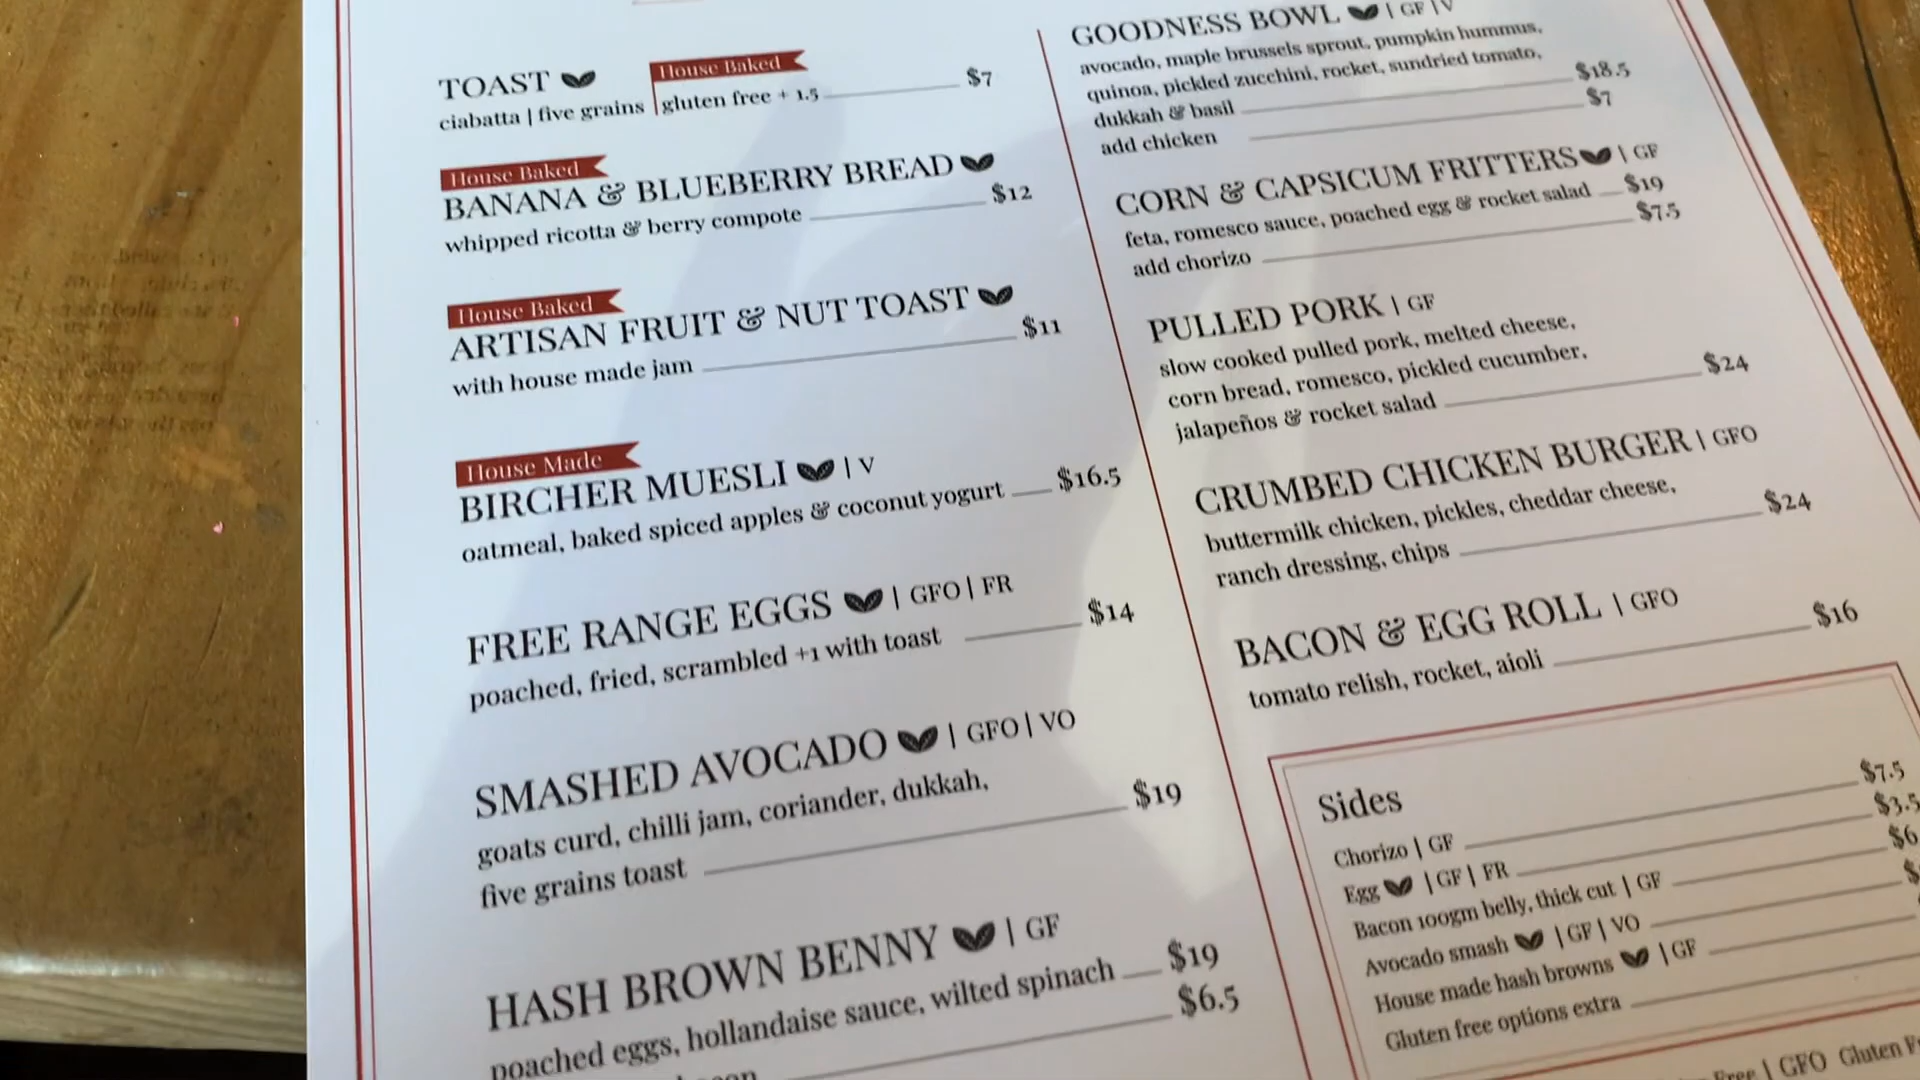 TOAST
House Baked
ciabatta | five grains | gluten free + 1.5 $7
House Baked
BANANA & BLUEBERRY BREAD
whipped ricotta & berry compote $12
House Baked
ARTISAN FRUIT & NUT TOAST
with house made jam $11
House Made
BIRCHER MUESLI | V
oatmeal, baked spiced apples & coconut yogurt $16.5
FREE RANGE EGGS | GFO | FR
poached, fried, scrambled +1 with toast $14
SMASHED AVOCADO | GFO | VO
goats curd, chilli jam, coriander, dukkah,
five grains toast $19
HASH BROWN BENNY | GF
poached eggs, hollandaise sauce, wilted spinach $19
$6.5
GOODNESS BOWL | GF | V
avocado, maple brussels sprout, pumpkin hummus,
quinoa, pickled zucchini, rocket, sundried tomato,
dukkah & basil $18.5
add chicken $7
CORN & CAPSICUM FRITTERS | GF
feta, romesco sauce, poached egg & rocket salad $19
add chorizo $7.5
PULLED PORK | GF
slow cooked pulled pork, melted cheese,
corn bread, romesco, pickled cucumber,
jalapeños & rocket salad $24
CRUMBED CHICKEN BURGER | GFO
buttermilk chicken, pickles, cheddar cheese,
ranch dressing, chips $24
BACON & EGG ROLL | GFO
tomato relish, rocket, aioli $16
Sides
Chorizo | GF $7.5
Egg | GF | FR $3.5
Bacon 100gm belly, thick cut | GF $6
Avocado smash | GF | VO
House made hash browns | GF
Gluten free options extra
Free | GFO Gluten